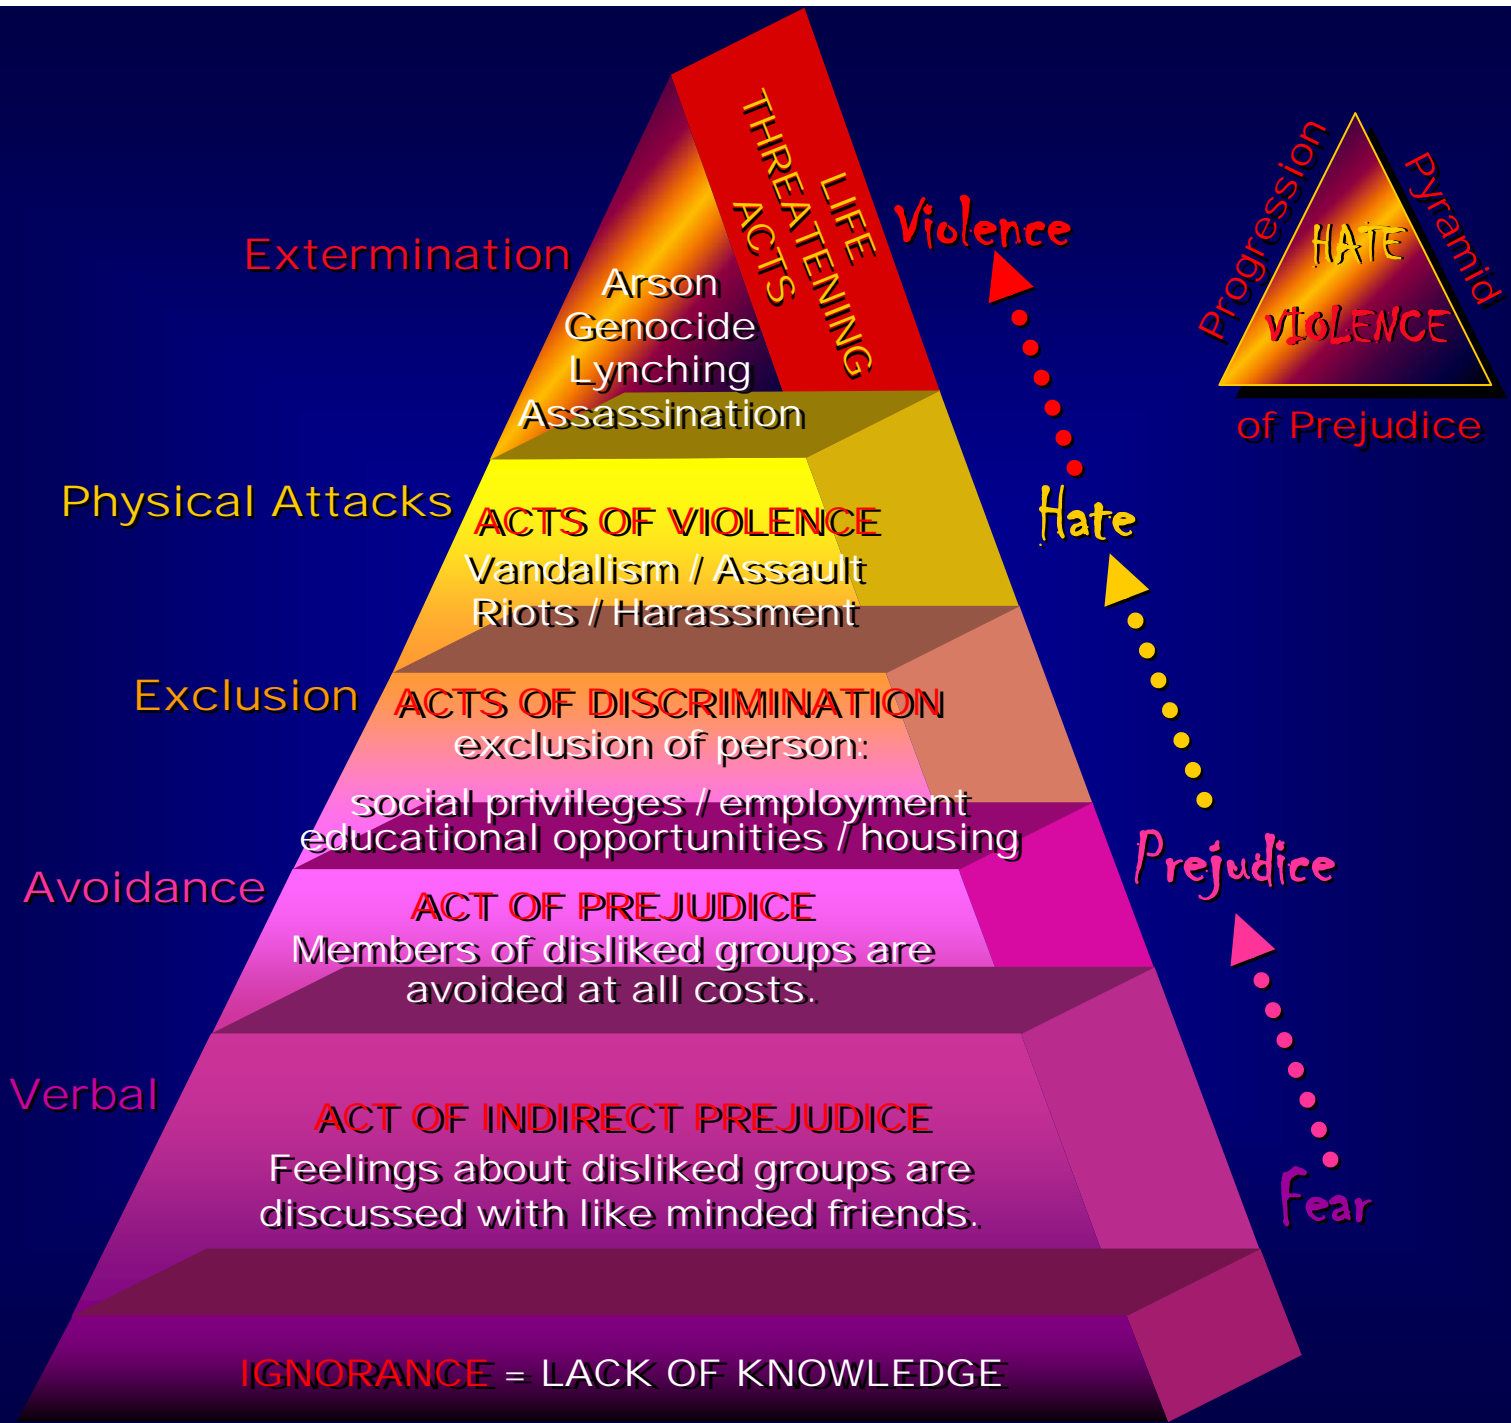 LIFE
THREATENING
ACTS
Progression
Pyramid
HATE
VIOLENCE
of Prejudice
Violence
Extermination
Arson
Genocide
Lynching
Assassination
Hate
Physical Attacks
ACTS OF VIOLENCE
Vandalism / Assault
Riots / Harassment
Exclusion
ACTS OF DISCRIMINATION
exclusion of person:
social privileges / employment
educational opportunities / housing
Prejudice
Avoidance
ACT OF PREJUDICE
Members of disliked groups are
avoided at all costs.
Verbal
ACT OF INDIRECT PREJUDICE
Feelings about disliked groups are
discussed with like minded friends.
Fear
IGNORANCE = LACK OF KNOWLEDGE